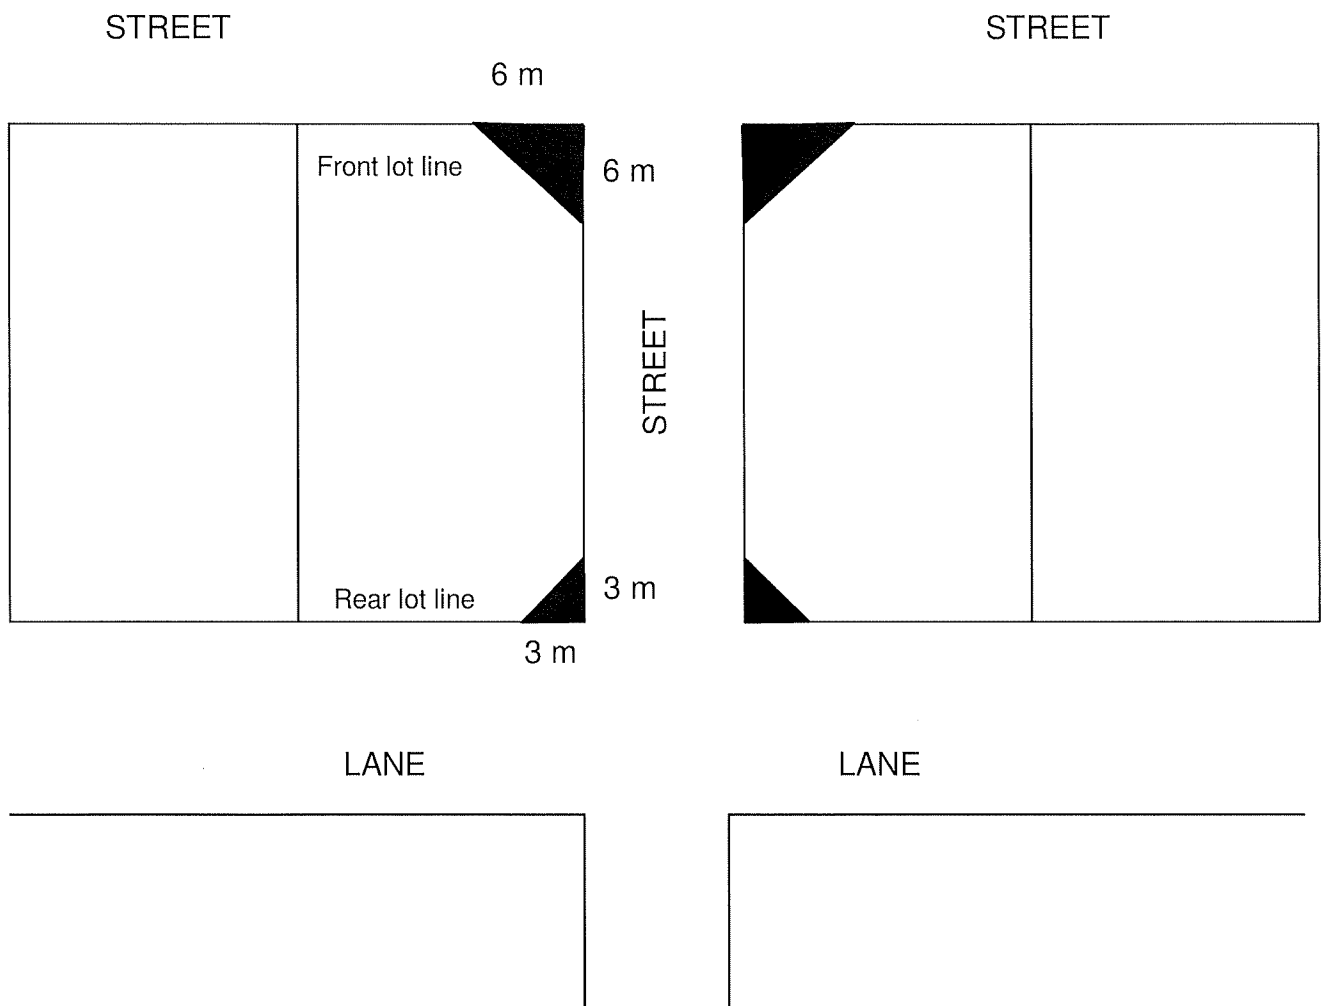 STREET
STREET
6 m
Front lot line
6 m
STREET
Rear lot line
3 m
3 m
LANE
LANE